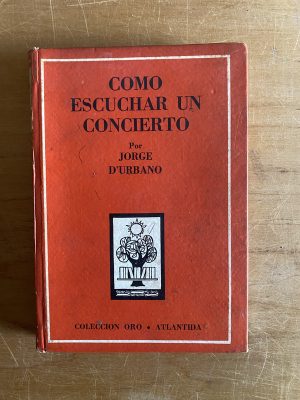 COMO
ESCUCHAR UN
CONCIERTO
Por
JORGE
D'URBANO
COLECCION ORO • ATLANTIDA